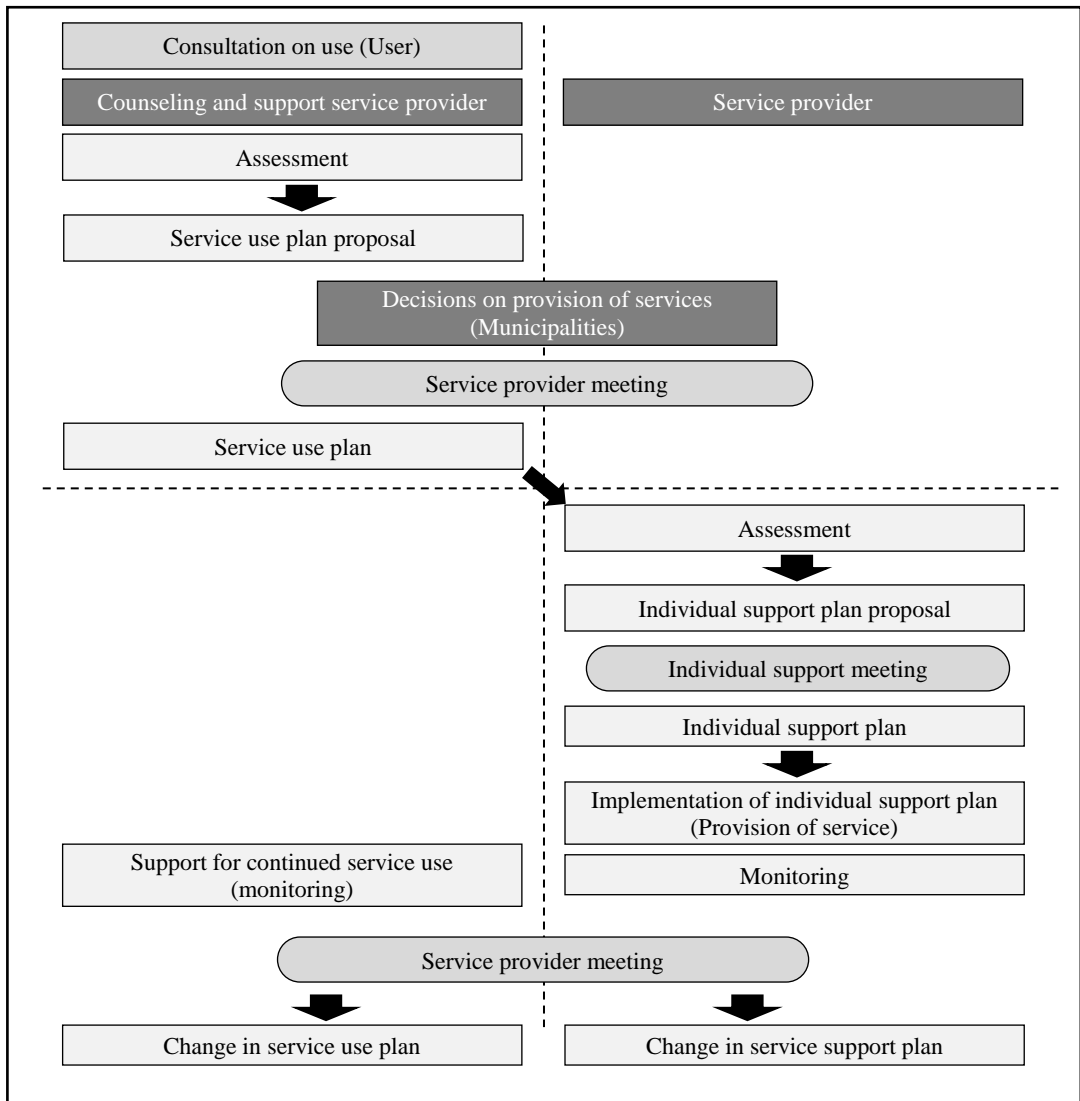 Consultation on use (User)
Counseling and support service provider
Service provider
Assessment
Service use plan proposal
Decisions on provision of services
(Municipalities)
Service provider meeting
Service use plan
Assessment
Individual support plan proposal
Individual support meeting
Individual support plan
Implementation of individual support plan
(Provision of service)
Support for continued service use
(monitoring)
Monitoring
Service provider meeting
Change in service use plan
Change in service support plan